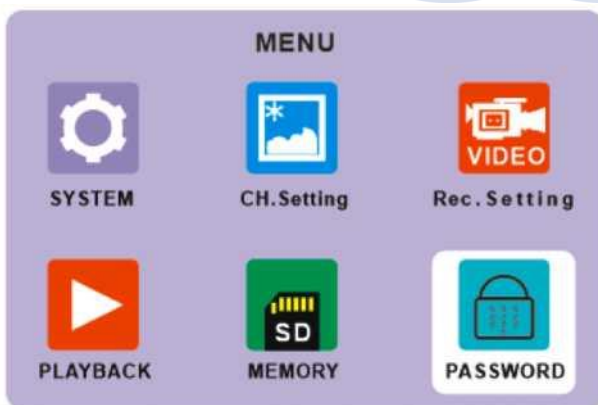 MENU
VIDEO
SYSTEM
CH.Setting
Rec.Setting
SD
PLAYBACK
MEMORY
PASSWORD